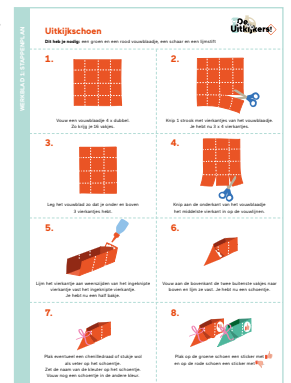 WERKBLAD 1: STAPPENPLAN
De Uitkijkers!
Uitkijkschoen
Dit heb je nodig: een groen en een rood vouwblaadje, een schaar en een lijmstift
1.
Vouw een vouwblaadje 4 x dubbel.
Zo krijg je 16 vakjes.
2.
Knip 1 strook met vierkantjes van het vouwblaadje.
Je hebt nu 3 x 4 vierkantjes.
3.
Leg het vouwblad zo dat je onder en boven
3 vierkantjes hebt.
4.
Knip aan de onderkant van het vouwblaadje
het middelste vierkant in op de vouwlijnen
5.
Lijm het vierkantje aan weerszijden van het ingeknipte
vierkantje vast het ingeknipte vierkantje.
Je hebt nu een half bakje.
6.
Vouw aan de bovenkant de twee buitenste vakjes naar
boven en lijm ze vast. Je hebt nu een schoentje.
7.
Plak eventueel een chenilledraad of stukje wol
als veter op het schoentje.
Zet de naam van de kleuter op het schoentje.
Vouw nog een schoentje in de andere kleur.
8.
Plak op de groene schoen een sticker met
en op de rode schoen een sticker met